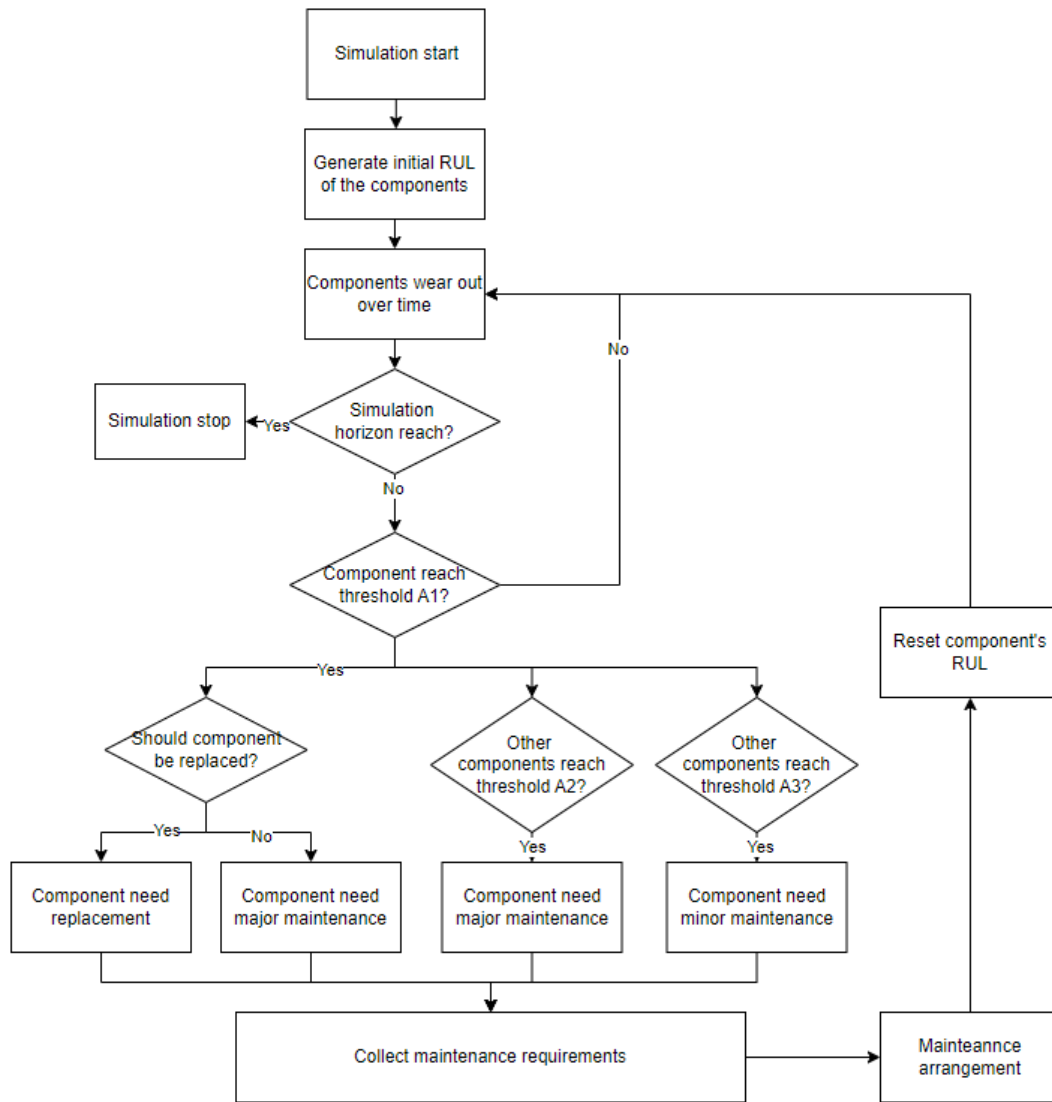 Simulation start
Generate initial RUL
of the components
Components wear out
over time
No
Simulation stop
Yes
Simulation
horizon reach?
No
Component reach
threshold A1?
Reset component's
RUL
Yes
Should component
be replaced?
Other
components reach
threshold A2?
Other
components reach
threshold A3?
Yes
No
Yes
Yes
Component need
replacement
Component need
major maintenance
Component need
major maintenance
Component need
minor maintenance
Collect maintenance requirements
Mainteannce
arrangement